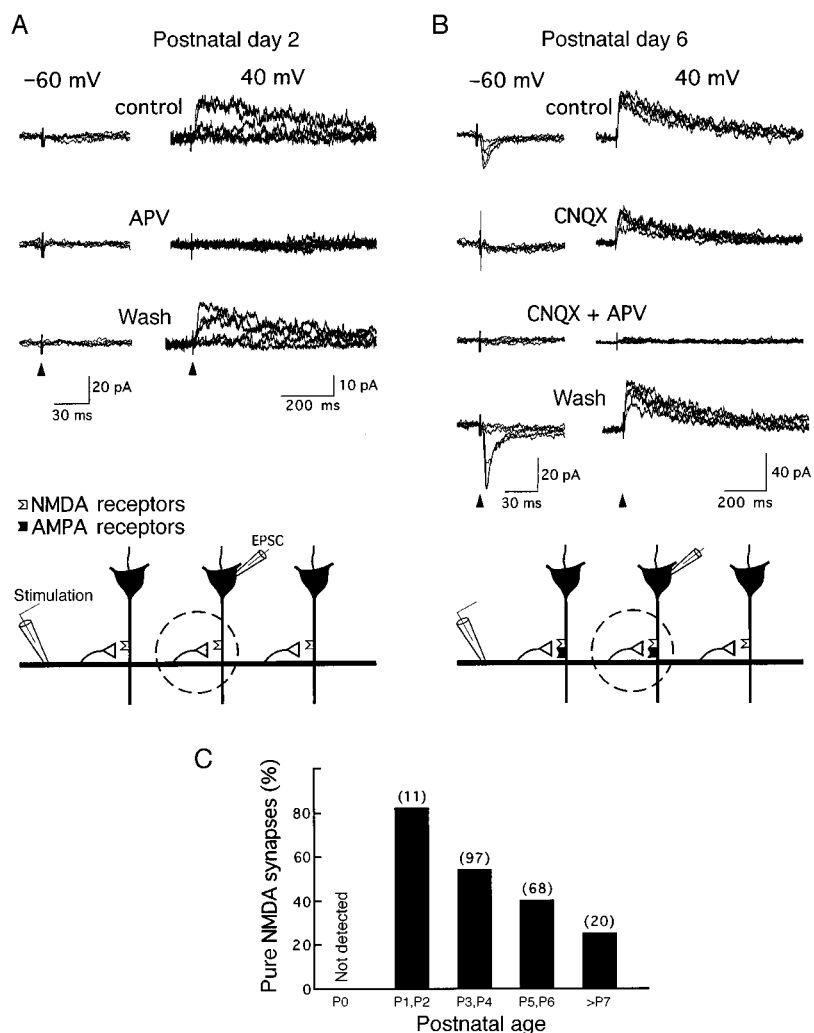 A
Postnatal day 2
−60 mV
40 mV
control
APV
Wash
20 pA
30 ms
10 pA
200 ms
B
Postnatal day 6
−60 mV
40 mV
control
CNQX
CNQX + APV
Wash
20 pA
30 ms
40 pA
200 ms
NMDA receptors
AMPA receptors
EPSC
Stimulation
C
Pure NMDA synapses (%)
80
60
40
20
0
Not detected
(11)
(97)
(68)
(20)
P0
P1,P2
P3,P4
P5,P6
>P7
Postnatal age